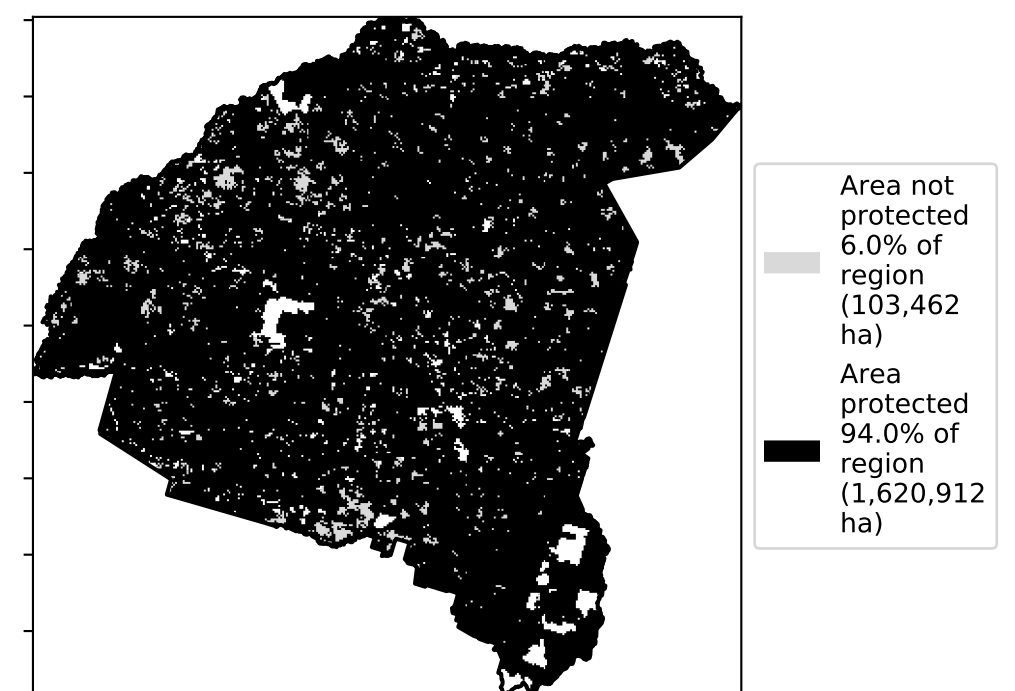 Area not
protected
6.0% of
region
(103,462
ha)
Area
protected
94.0% of
region
(1,620,912
ha)